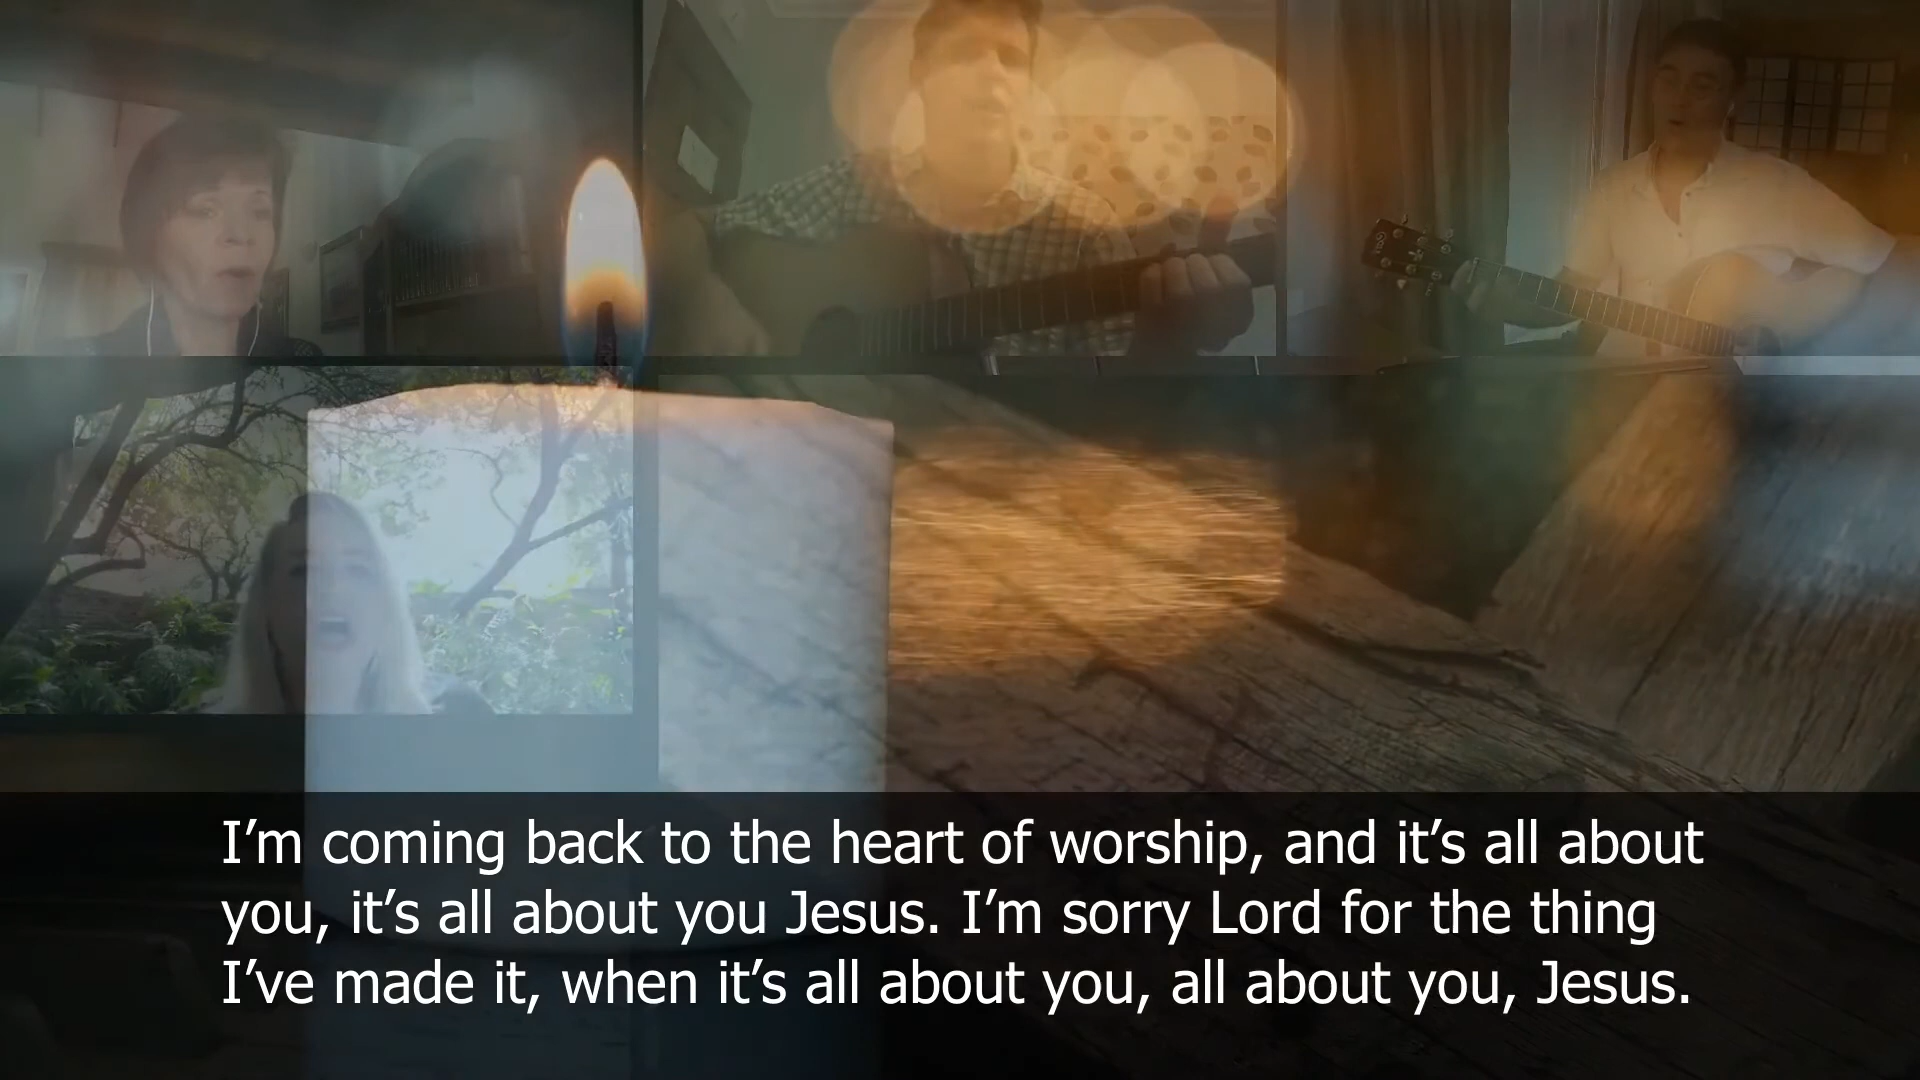 I’m coming back to the heart of worship, and it’s all about
you, it’s all about you Jesus. I’m sorry Lord for the thing
I’ve made it, when it’s all about you, all about you, Jesus.